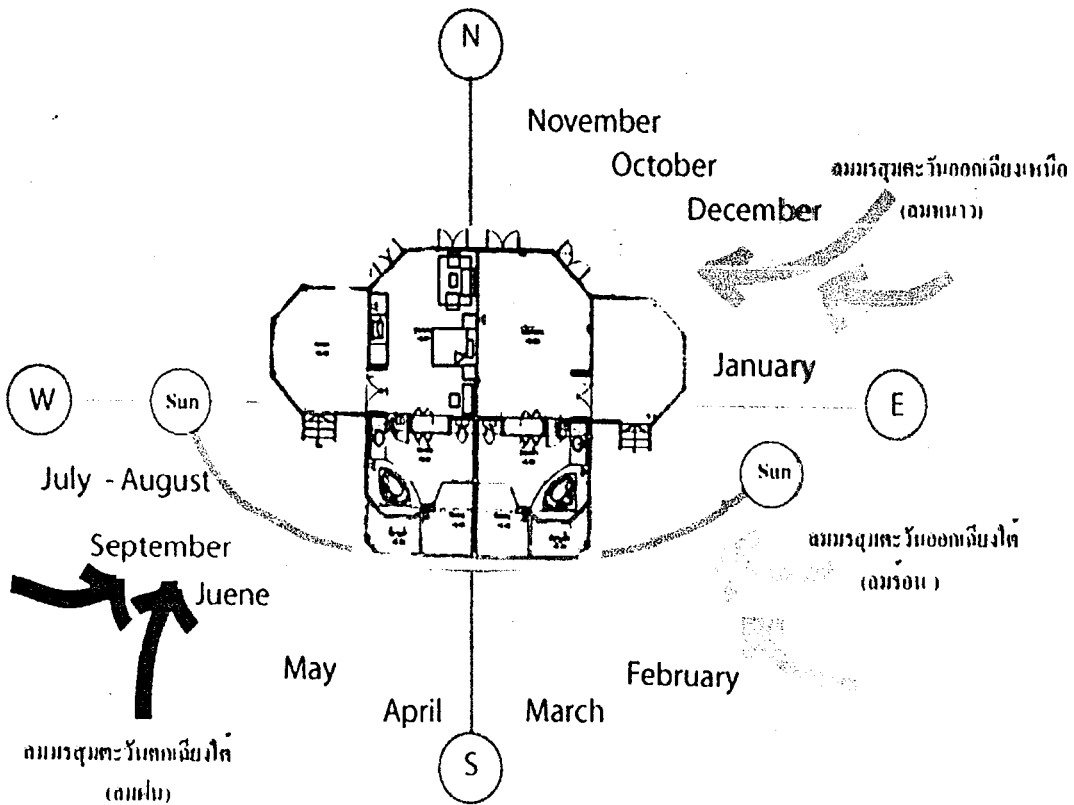 N
November
October
ลมมรสุมตะวันออกเฉียงเหนือ
December
(ลมหนาว)
January
W
Sun
E
Sun
July - August
September
ลมมรสุมตะวันออกเฉียงใต้
Juene
(ลมร้อน )
May
February
April
March
ลมมรสุมตะวันตกเฉียงใต้
S
(ลมฝน)